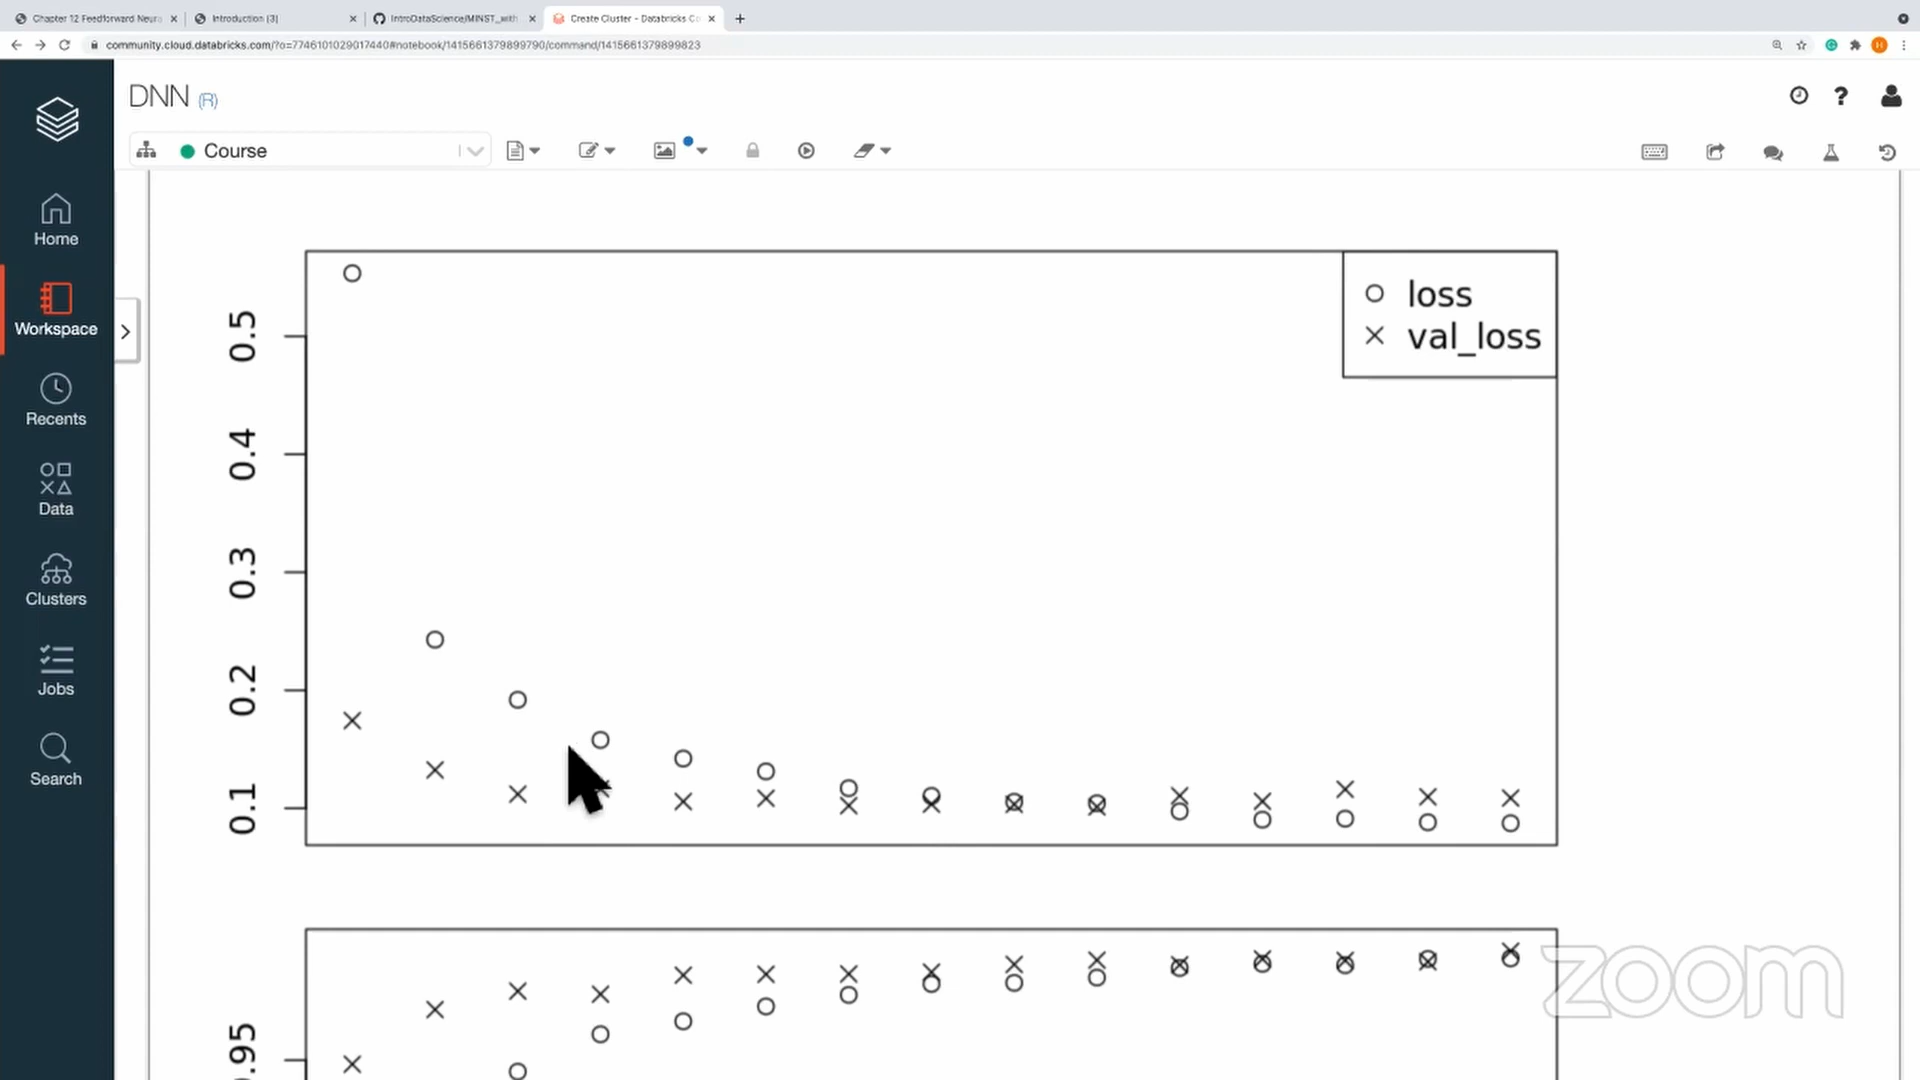 Chapter 12 Feedforward Neura
Introduction (3)
IntroDataScience/MINST_with
Create Cluster - Databricks Co
community.cloud.databricks.com/?o=7746101029017440#notebook/1415661379899790/command/1415661379899823
H
DNN (R)
Course
Home
Workspace
Recents
Data
Clusters
Jobs
Search
loss
val_loss
0.5
0.4
0.3
0.2
0.1
0.95
zoom